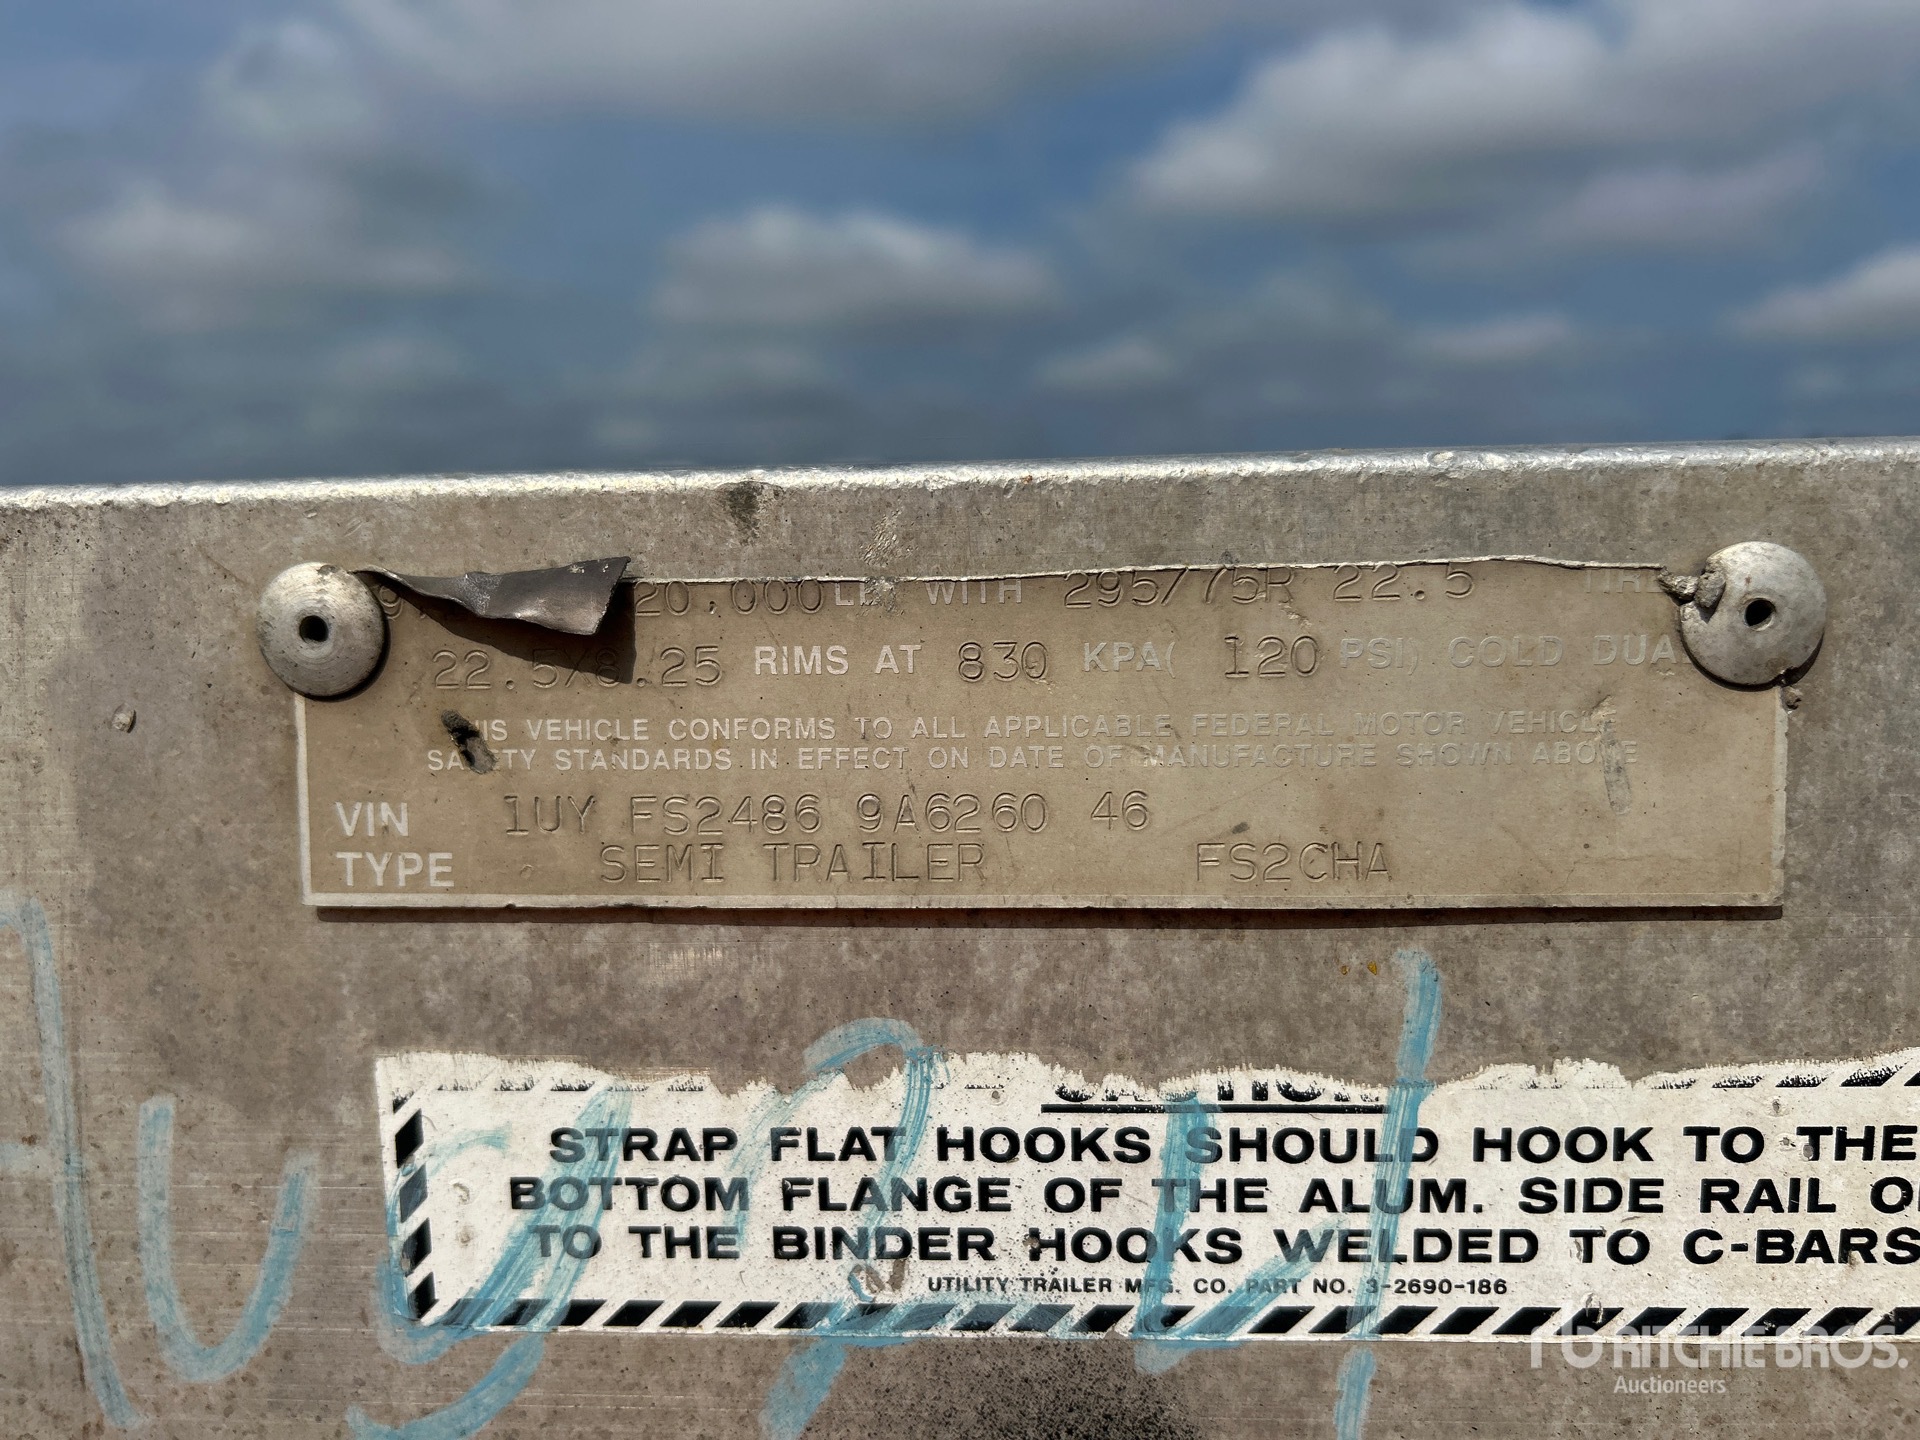 20,000 LB WITH 295/75R 22.5
22.5X8.25 RIMS AT 830 KPA( 120 PSI) COLD DUAL
THIS VEHICLE CONFORMS TO ALL APPLICABLE FEDERAL MOTOR VEHICLE
SAFETY STANDARDS IN EFFECT ON DATE OF MANUFACTURE SHOWN ABOVE
VIN 1UY FS2486 9A6260 46
TYPE SEMI TRAILER FS2CHA
STRAP FLAT HOOKS SHOULD HOOK TO THE
BOTTOM FLANGE OF THE ALUM. SIDE RAIL
TO THE BINDER HOOKS WELDED TO C-BARS
UTILITY TRAILER MFG. CO. PART NO. 3-2690-186
RITCHIE BROS.
Auctioneers